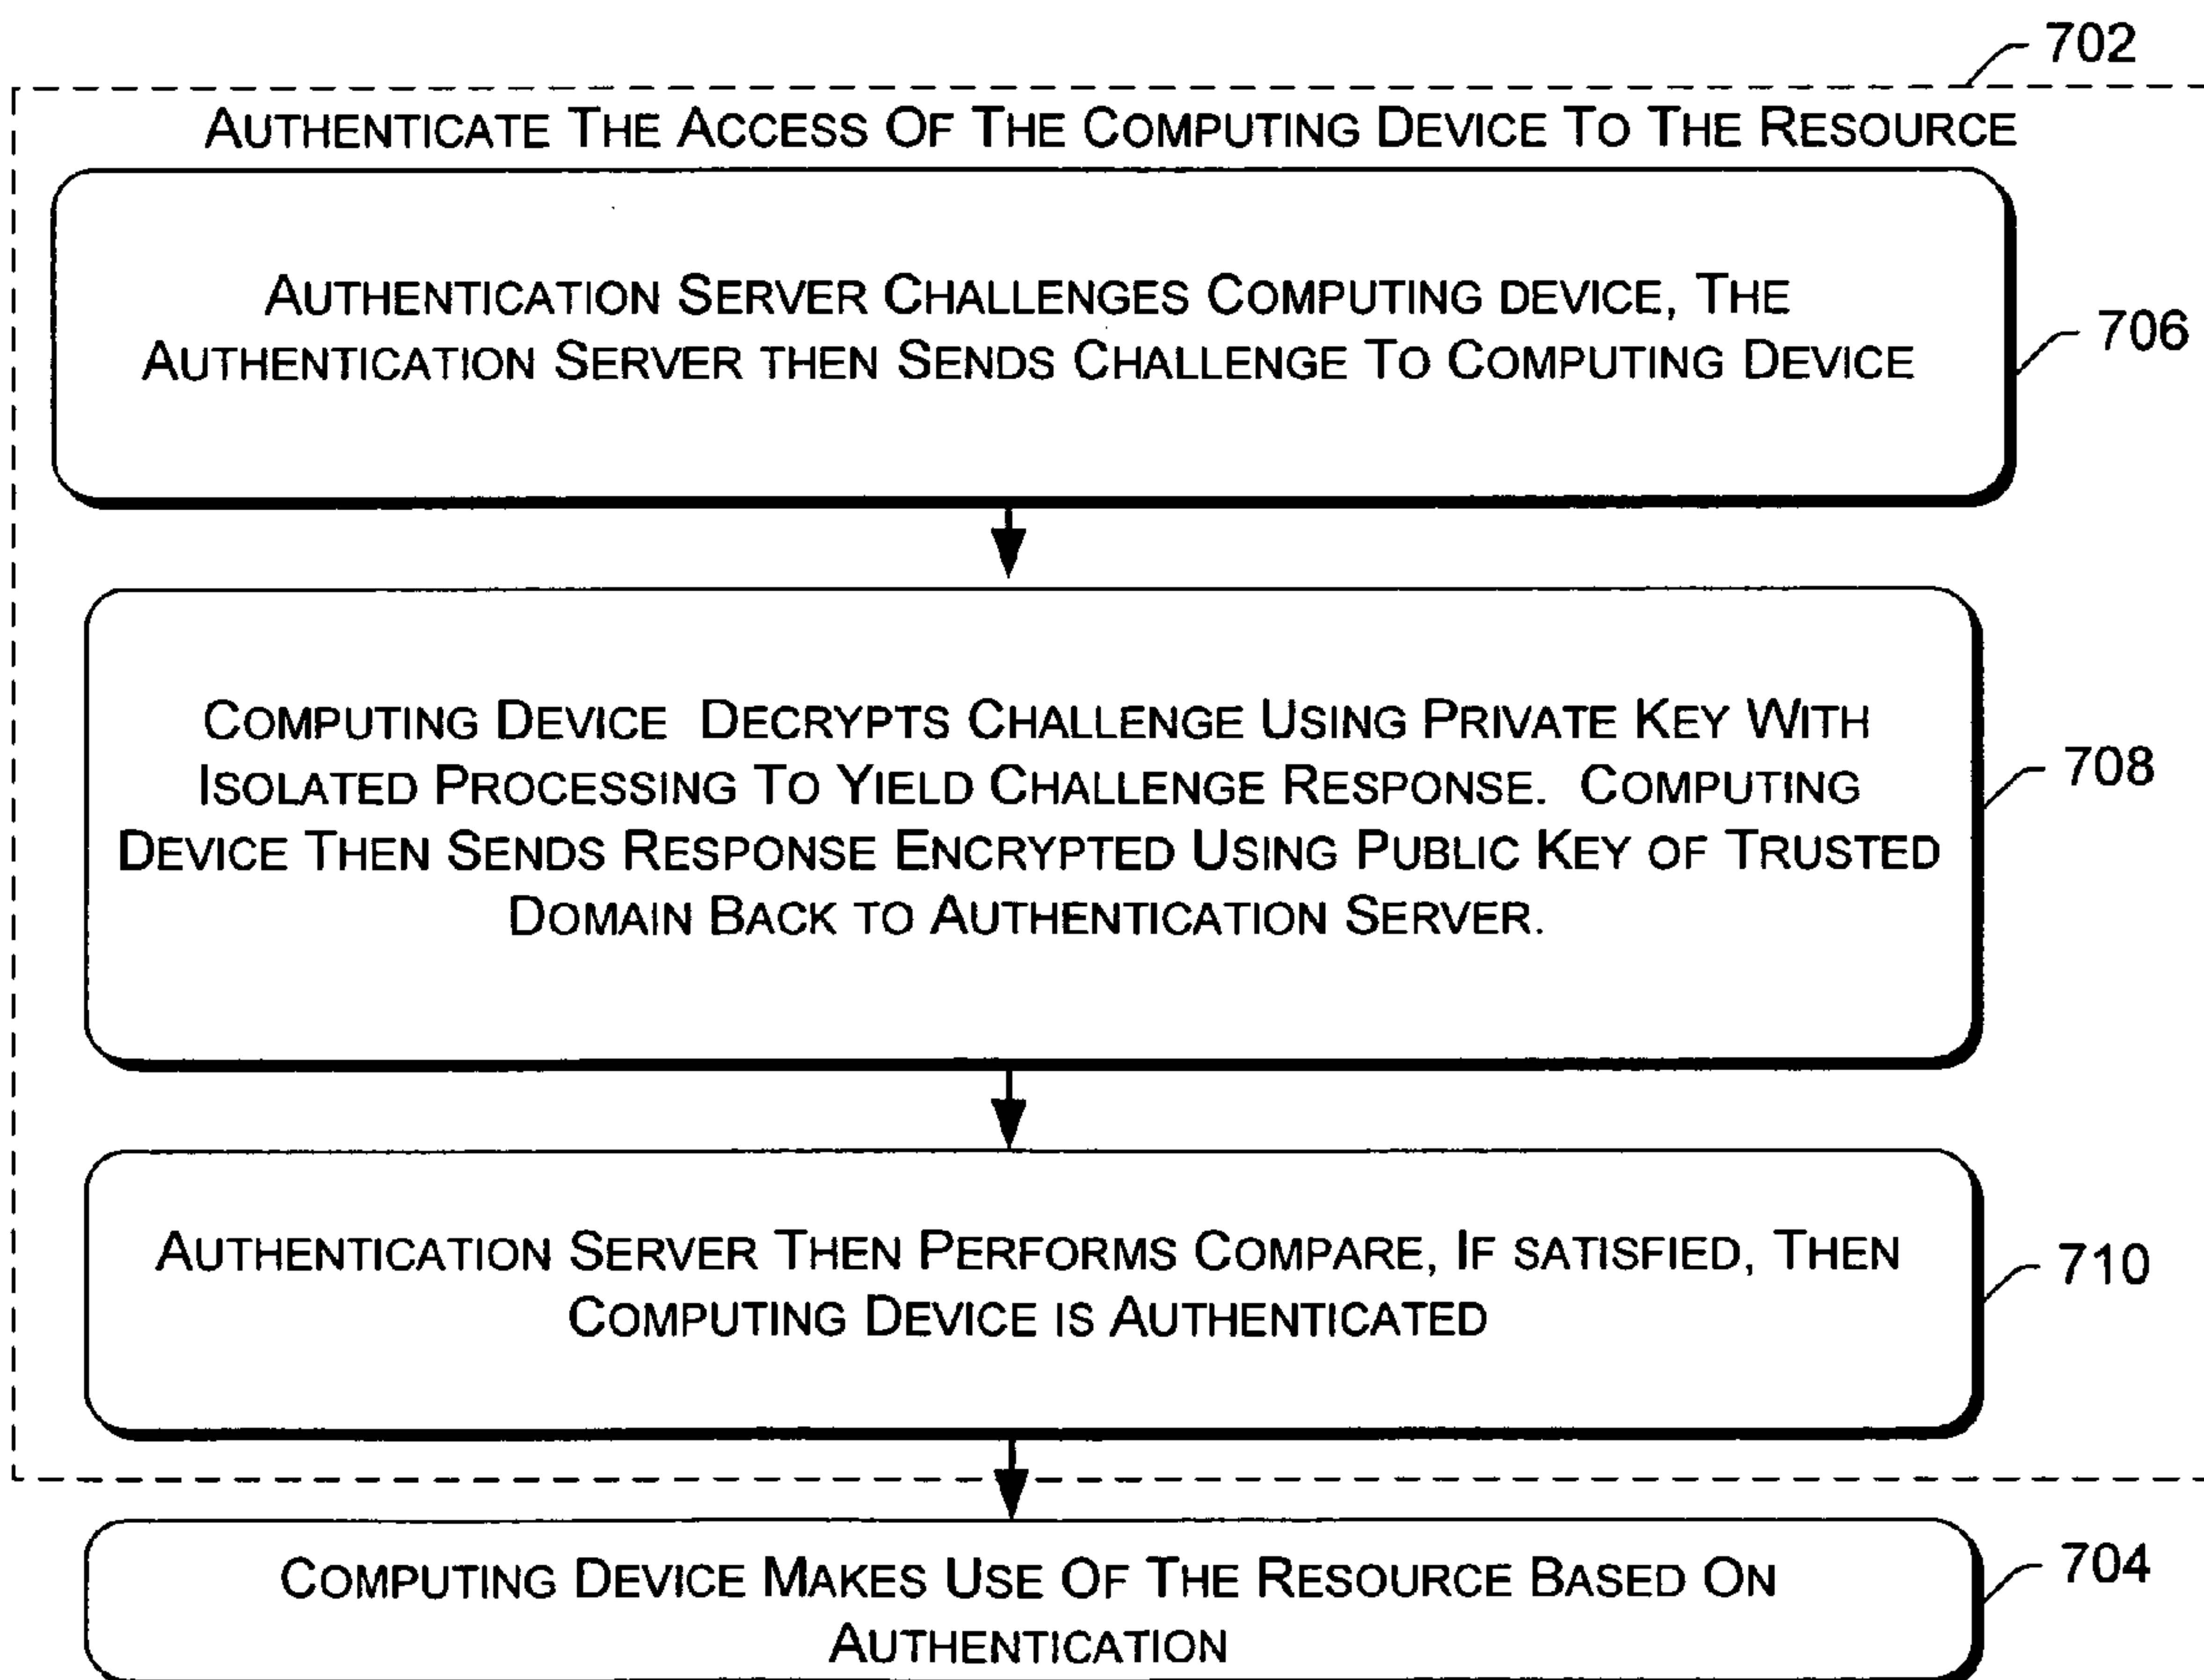 702
AUTHENTICATE THE ACCESS OF THE COMPUTING DEVICE TO THE RESOURCE
AUTHENTICATION SERVER CHALLENGES COMPUTING DEVICE, THE
AUTHENTICATION SERVER THEN SENDS CHALLENGE TO COMPUTING DEVICE
706
COMPUTING DEVICE DECRYPTS CHALLENGE USING PRIVATE KEY WITH
ISOLATED PROCESSING TO YIELD CHALLENGE RESPONSE. COMPUTING
DEVICE THEN SENDS RESPONSE ENCRYPTED USING PUBLIC KEY OF TRUSTED
DOMAIN BACK TO AUTHENTICATION SERVER.
708
AUTHENTICATION SERVER THEN PERFORMS COMPARE, IF SATISFIED, THEN
COMPUTING DEVICE IS AUTHENTICATED
710
COMPUTING DEVICE MAKES USE OF THE RESOURCE BASED ON
AUTHENTICATION
704